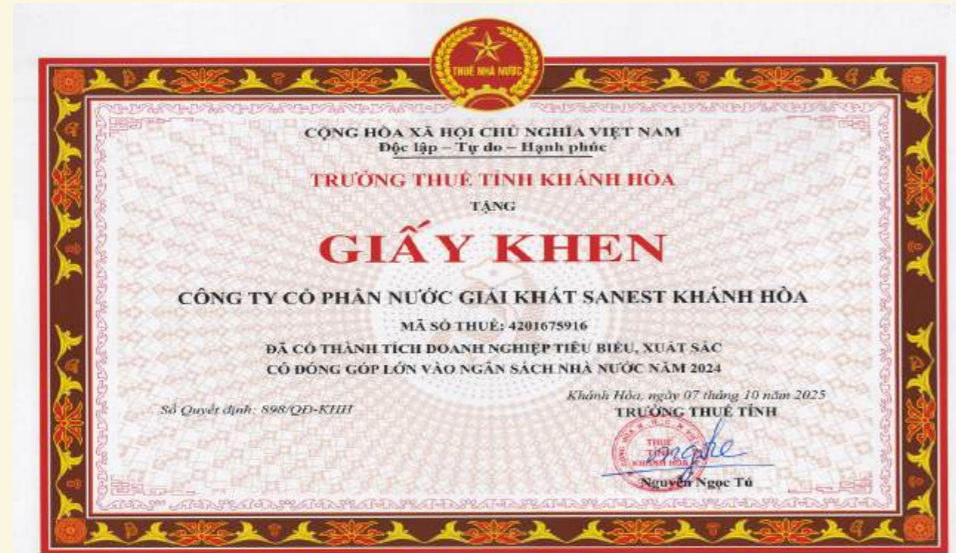 THUẾ NHÀ NƯỚC
CỘNG HÒA XÃ HỘI CHỦ NGHĨA VIỆT NAM
Độc lập – Tự do – Hạnh phúc
TRƯỞNG THUẾ TỈNH KHÁNH HÒA
TẶNG
GIẤY KHEN
CÔNG TY CỔ PHẦN NƯỚC GIẢI KHÁT SANEST KHÁNH HÒA
MÃ SỐ THUẾ: 4201675916
ĐÃ CÓ THÀNH TÍCH DOANH NGHIỆP TIÊU BIỂU, XUẤT SẮC
CÓ ĐÓNG GÓP LỚN VÀO NGÂN SÁCH NHÀ NƯỚC NĂM 2024
Khánh Hòa, ngày 07 tháng 10 năm 2025
Số Quyết định: 898/QĐ-KHH
TRƯỞNG THUẾ TỈNH
THUẾ
TỈNH
KHÁNH HÒA
Nguyễn Ngọc Tú